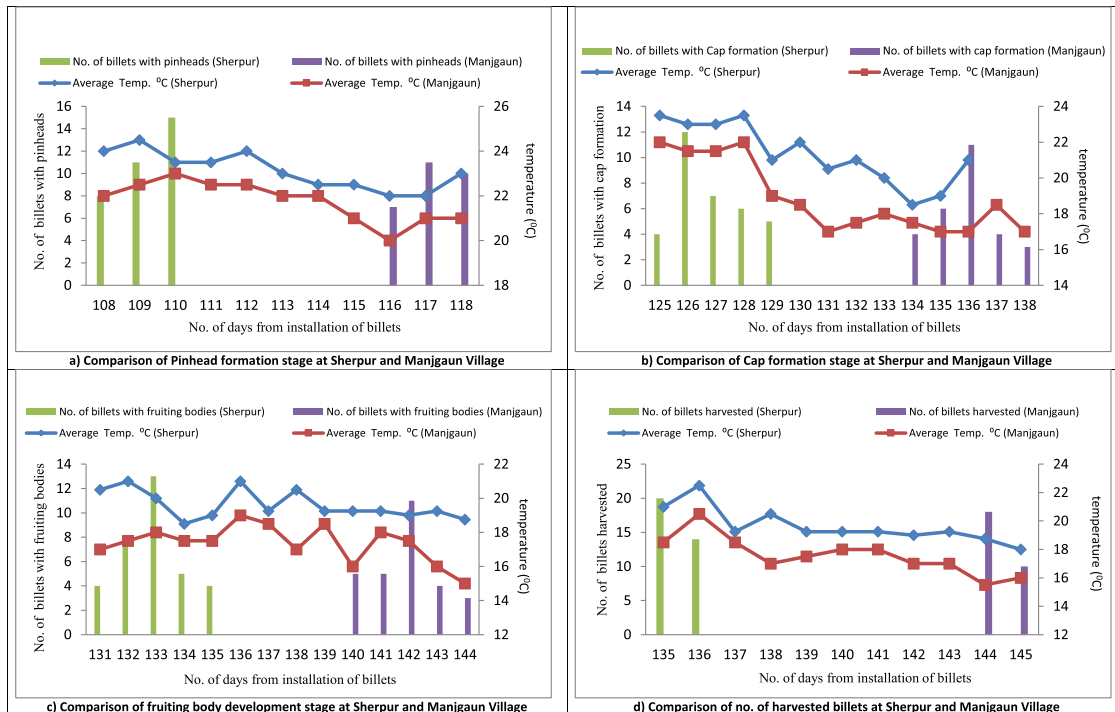 No. of billets with pinheads (Sherpur)
No. of billets with pinheads (Manjgaun)
Average Temp. ⁰C (Sherpur)
Average Temp. ⁰C (Manjgaun)
No. of billets with pinheads
16
14
12
10
8
6
4
2
0
26
24
22
20
18
temperature (⁰C)
108 109 110 111 112 113 114 115 116 117 118
No. of days from installation of billets
a) Comparison of Pinhead formation stage at Sherpur and Manjgaun Village
No. of billets with Cap formation (Sherpur)
No. of billets with cap formation (Manjgaun)
Average Temp. ⁰C (Sherpur)
Average Temp. ⁰C (Manjgaun)
No. of billets with cap formation
14
12
10
8
6
4
2
0
24
22
20
18
16
14
temperature (⁰C)
125 126 127 128 129 130 131 132 133 134 135 136 137 138
No. of days from installation of billets
b) Comparison of Cap formation stage at Sherpur and Manjgaun Village
No. of billets with fruiting bodies (Sherpur)
No. of billets with fruiting bodies (Manjgaun)
Average Temp. ⁰C (Sherpur)
Average Temp. ⁰C (Manjgaun)
No. of billets with fruiting bodies
14
12
10
8
6
4
2
0
22
20
18
16
14
12
temperature (⁰C)
131 132 133 134 135 136 137 138 139 140 141 142 143 144
No. of days from installation of billets
c) Comparison of fruiting body development stage at Sherpur and Manjgaun Village
No. of billets harvested (Sherpur)
No. of billets harvested (Manjgaun)
Average Temp. ⁰C (Sherpur)
Average Temp. ⁰C (Manjgaun)
No. of billets harvested
25
20
15
10
5
0
24
22
20
18
16
14
12
temperature (⁰C)
135 136 137 138 139 140 141 142 143 144 145
No. of days from installation of billets
d) Comparison of no. of harvested billets at Sherpur and Manjgaun Village